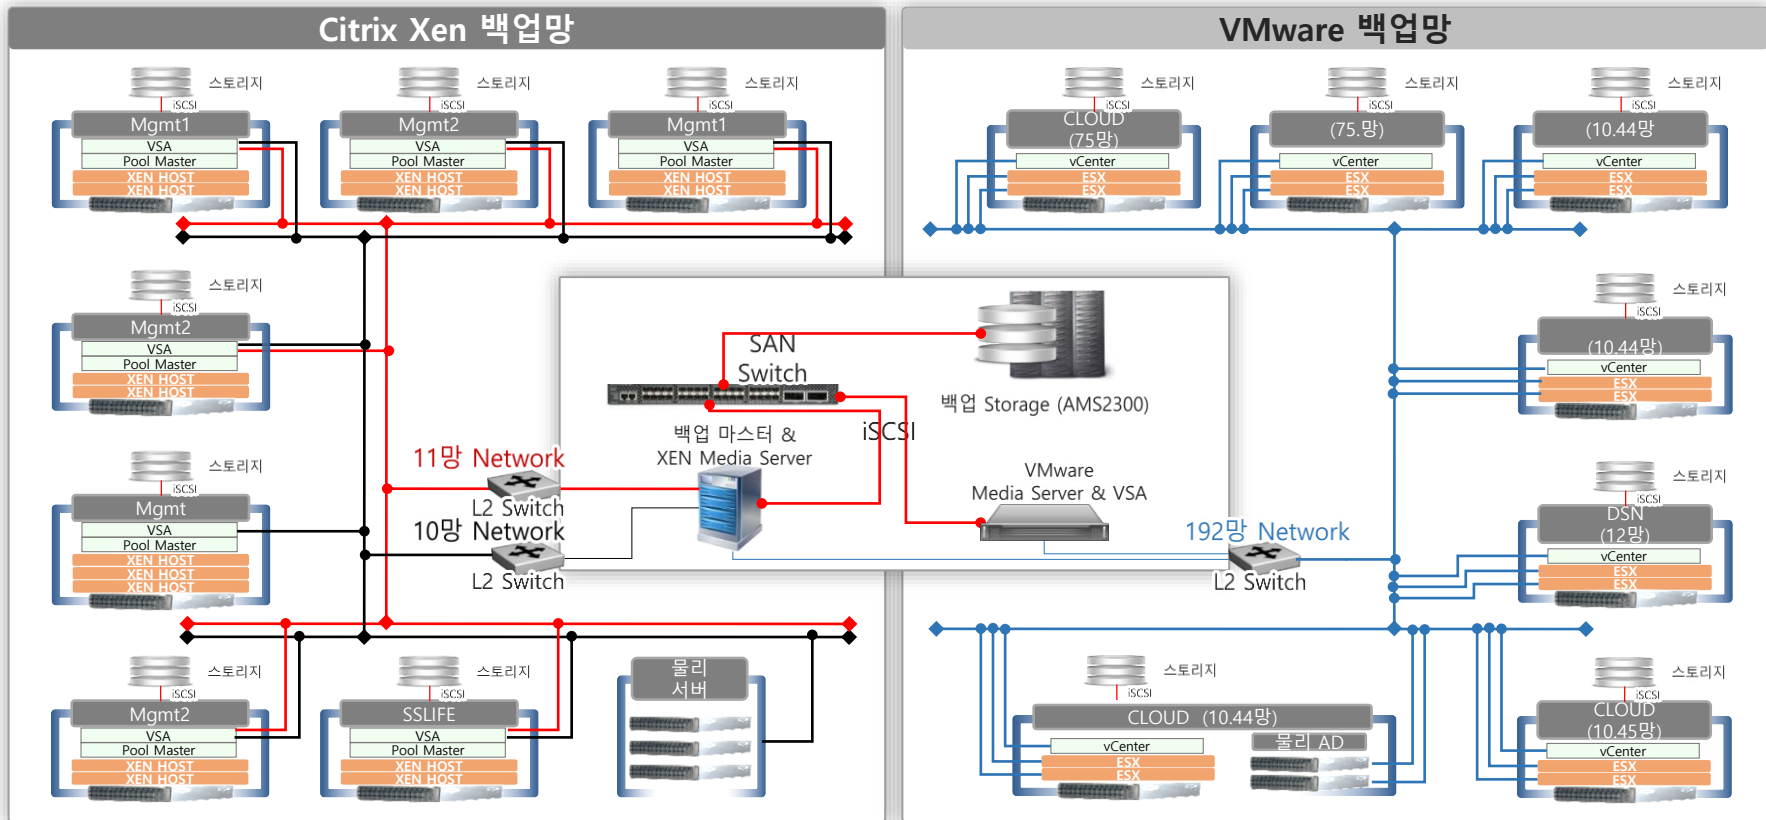 Citrix Xen 백업망
스토리지
iSCSI
Mgmt1
VSA
Pool Master
XEN HOST
XEN HOST
스토리지
iSCSI
Mgmt2
VSA
Pool Master
XEN HOST
XEN HOST
스토리지
iSCSI
Mgmt1
VSA
Pool Master
XEN HOST
XEN HOST
스토리지
iSCSI
Mgmt2
VSA
Pool Master
XEN HOST
XEN HOST
스토리지
iSCSI
Mgmt
VSA
Pool Master
XEN HOST
XEN HOST
XEN HOST
스토리지
iSCSI
Mgmt2
VSA
Pool Master
XEN HOST
XEN HOST
스토리지
iSCSI
SSLIFE
VSA
Pool Master
XEN HOST
XEN HOST
물리
서버
11망 Network
L2 Switch
10망 Network
L2 Switch
SAN
Switch
백업 Storage (AMS2300)
백업 마스터 &
XEN Media Server
iSCSI
VMware
Media Server & VSA
192망 Network
L2 Switch
VMware 백업망
스토리지
iSCSI
CLOUD
(75망)
vCenter
ESX
ESX
스토리지
iSCSI
(75.망)
vCenter
ESX
ESX
스토리지
iSCSI
(10.44망
vCenter
ESX
ESX
스토리지
iSCSI
(10.44망)
vCenter
ESX
ESX
스토리지
iSCSI
DSN
(12망)
vCenter
ESX
ESX
스토리지
iSCSI
CLOUD (10.44망)
vCenter
ESX
ESX
물리 AD
스토리지
iSCSI
CLOUD
(10.45망)
vCenter
ESX
ESX